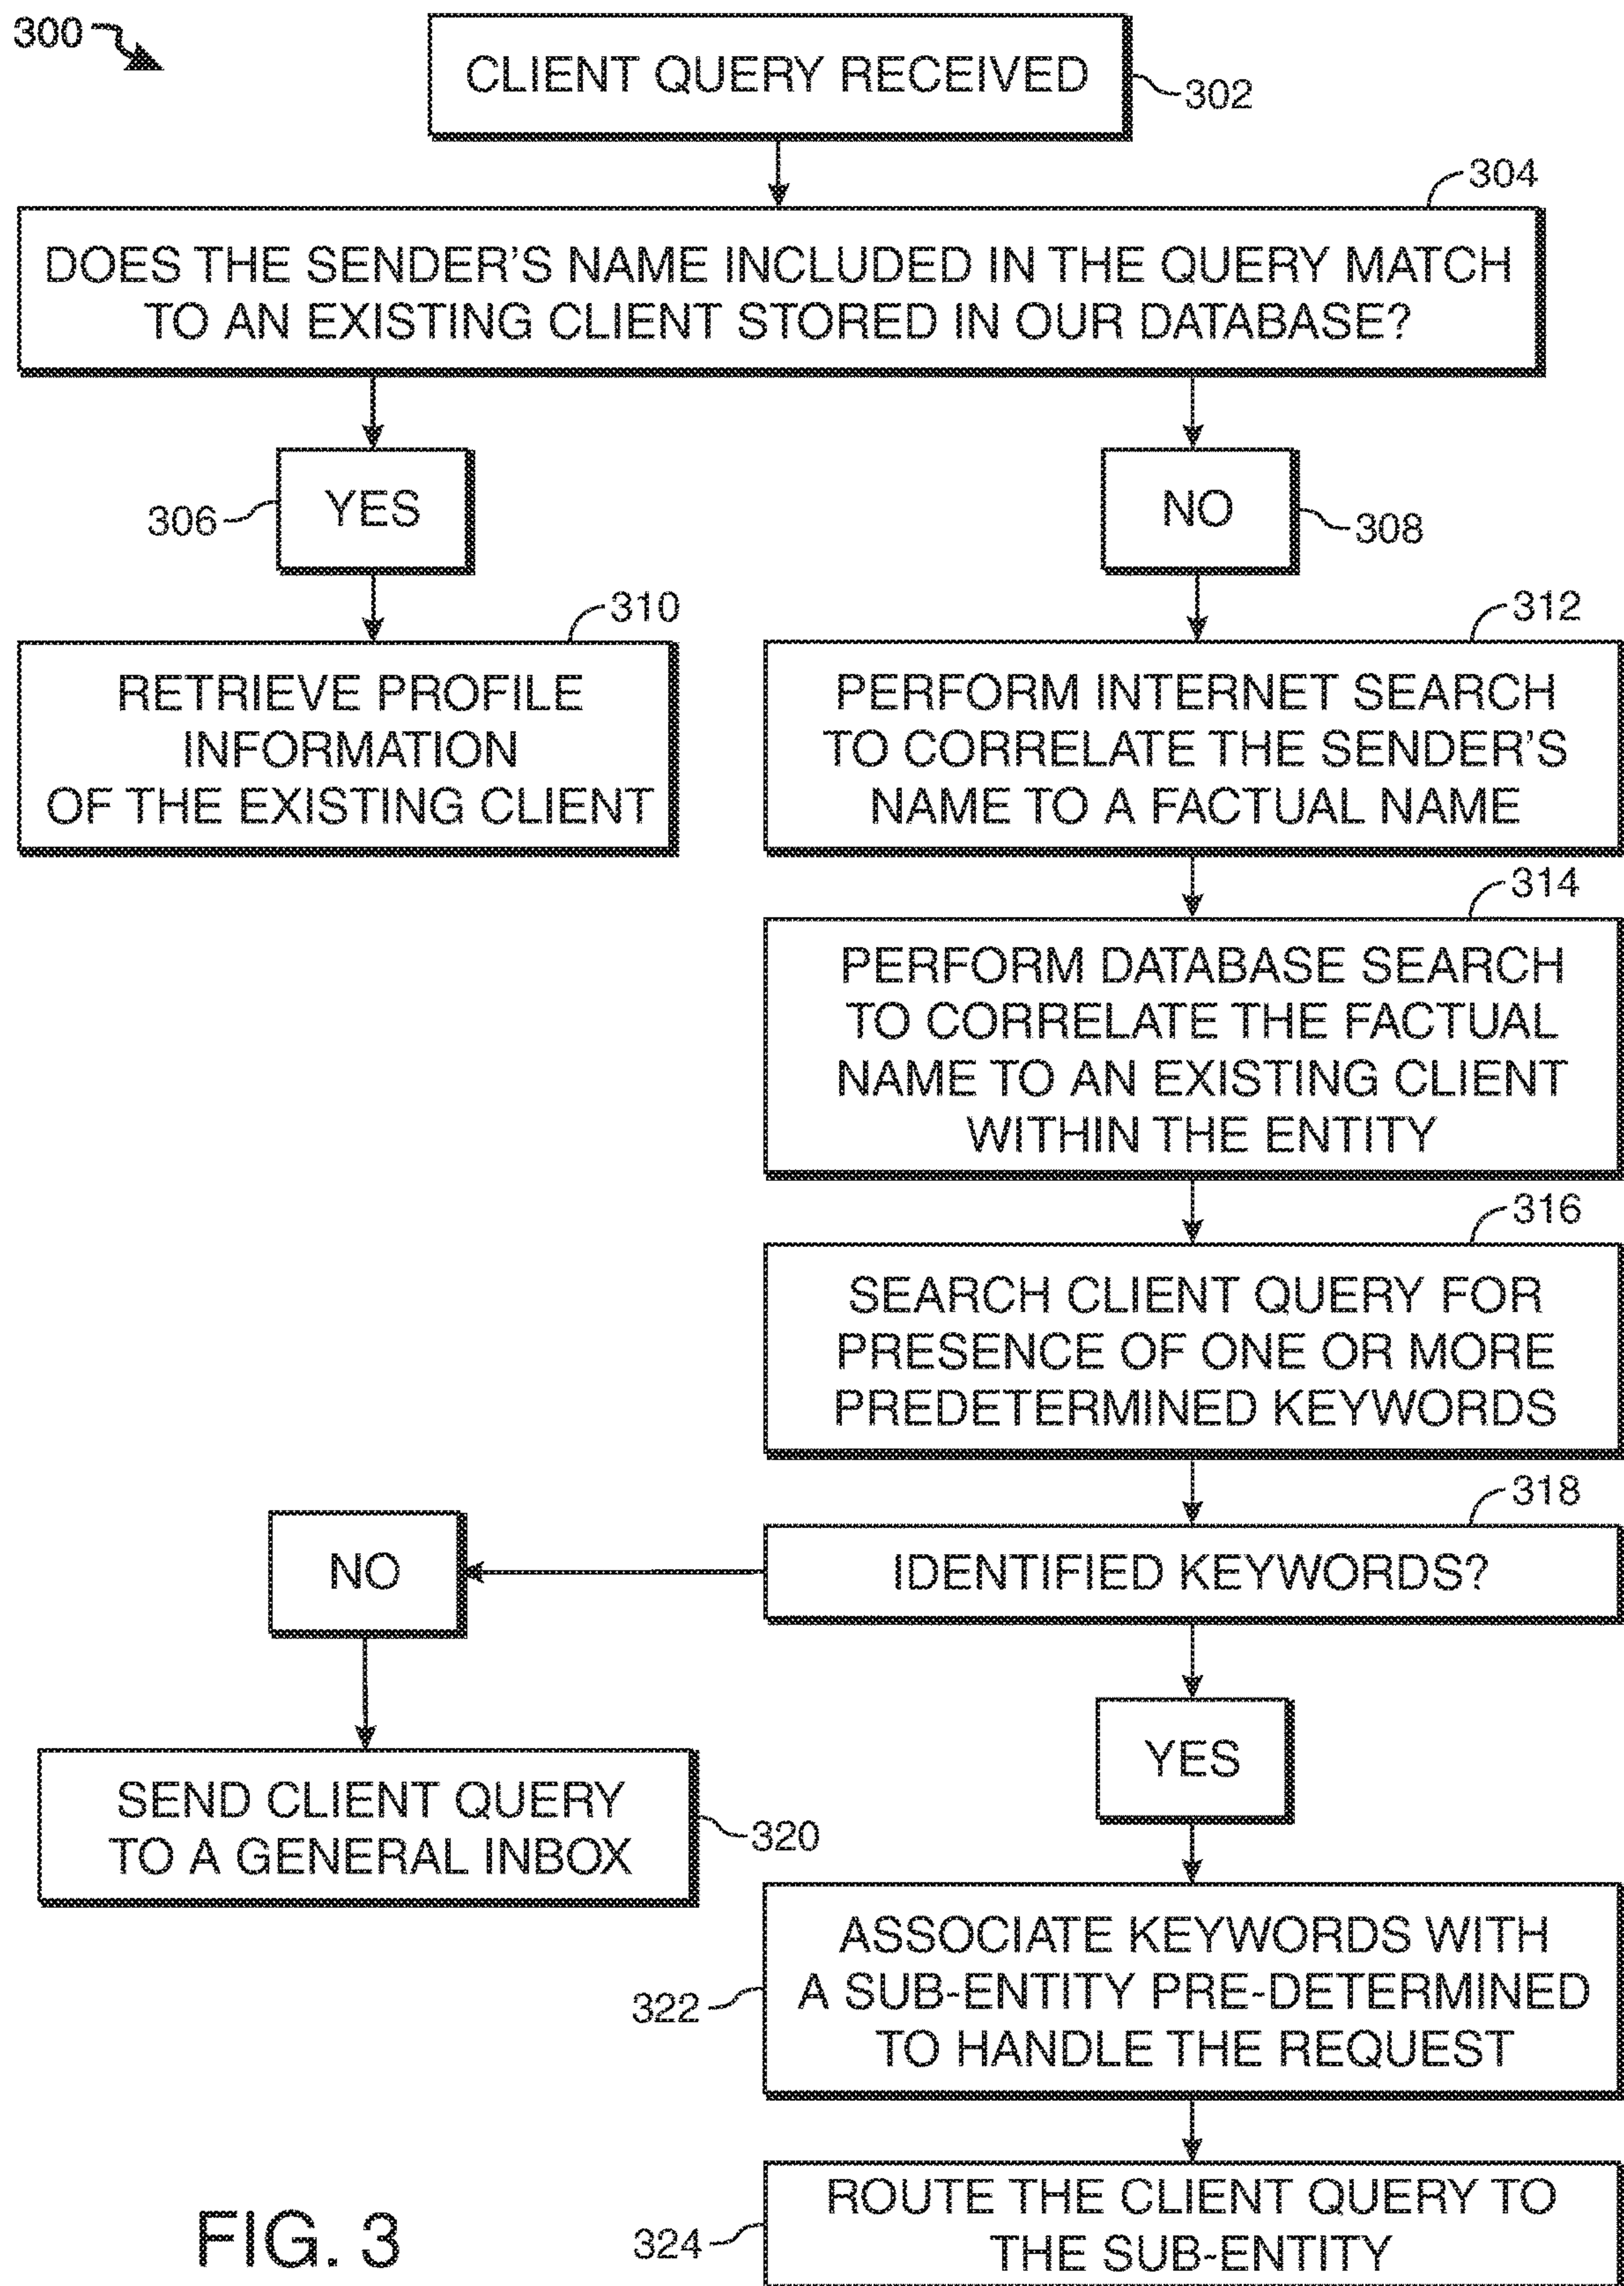 300
CLIENT QUERY RECEIVED
302
304
DOES THE SENDER'S NAME INCLUDED IN THE QUERY MATCH
TO AN EXISTING CLIENT STORED IN OUR DATABASE?
306
YES
NO
308
310
RETRIEVE PROFILE
INFORMATION
OF THE EXISTING CLIENT
312
PERFORM INTERNET SEARCH
TO CORRELATE THE SENDER'S
NAME TO A FACTUAL NAME
314
PERFORM DATABASE SEARCH
TO CORRELATE THE FACTUAL
NAME TO AN EXISTING CLIENT
WITHIN THE ENTITY
316
SEARCH CLIENT QUERY FOR
PRESENCE OF ONE OR MORE
PREDETERMINED KEYWORDS
318
IDENTIFIED KEYWORDS?
NO
YES
SEND CLIENT QUERY
TO A GENERAL INBOX
320
322
ASSOCIATE KEYWORDS WITH
A SUB-ENTITY PRE-DETERMINED
TO HANDLE THE REQUEST
324
ROUTE THE CLIENT QUERY TO
THE SUB-ENTITY
FIG. 3